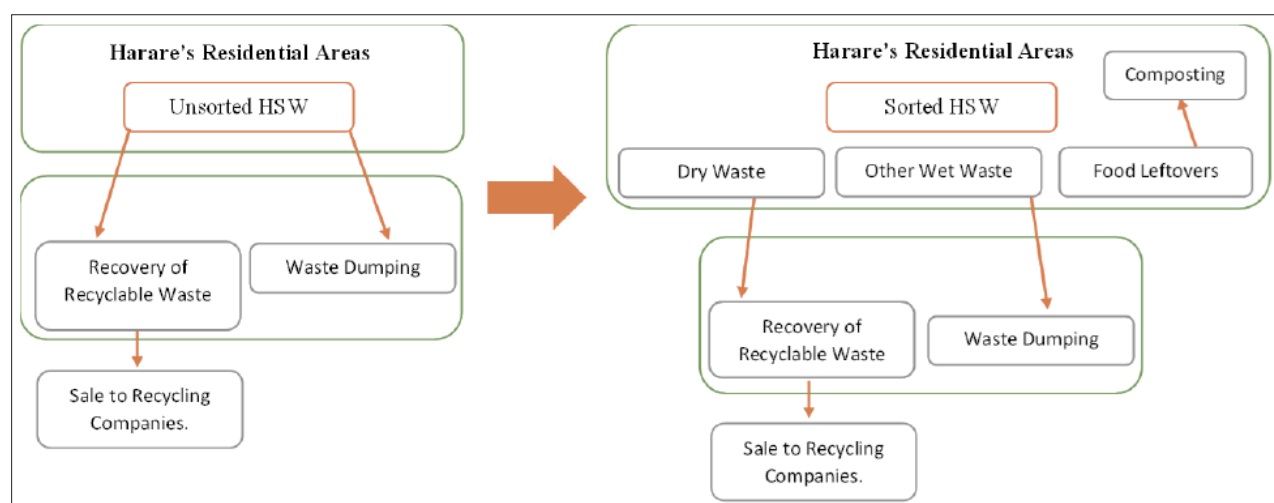 Harare's Residential Areas
Unsorted HSW
Recovery of
Recyclable Waste
Waste Dumping
Sale to Recycling
Companies.
Harare's Residential Areas
Composting
Sorted HSW
Dry Waste
Other Wet Waste
Food Leftovers
Recovery of
Recyclable Waste
Waste Dumping
Sale to Recycling
Companies.